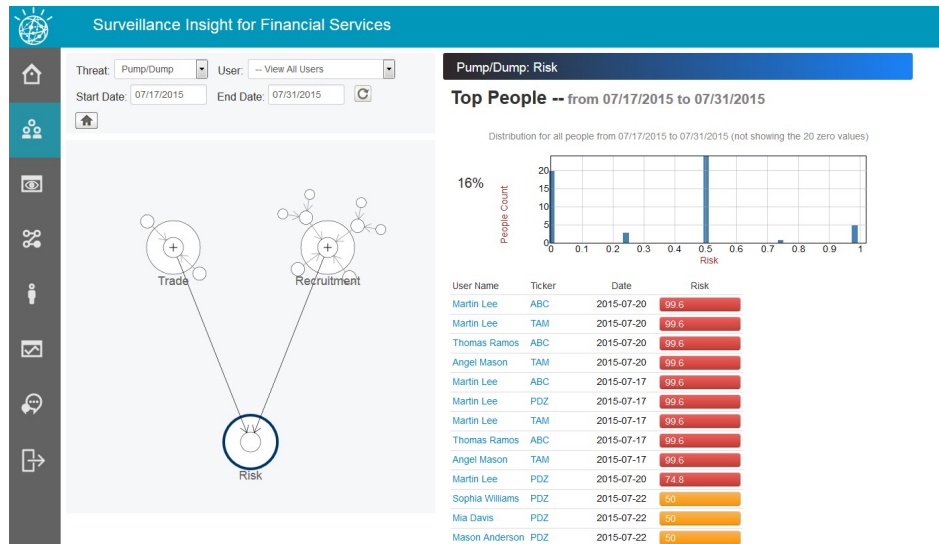 Surveillance Insight for Financial Services
Threat: Pump/Dump User: -- View All Users
Start Date: 07/17/2015 End Date: 07/31/2015
Trade
Recruitment
Risk
Pump/Dump: Risk
Top People -- from 07/17/2015 to 07/31/2015
Distribution for all people from 07/17/2015 to 07/31/2015 (not showing the 20 zero values)
16%
People Count
20
15
10
5
0
0 0.1 0.2 0.3 0.4 0.5 0.6 0.7 0.8 0.9 1
Risk
User Name Ticker Date Risk
Martin Lee ABC 2015-07-20 99.6
Martin Lee TAM 2015-07-20 99.6
Thomas Ramos ABC 2015-07-20 99.6
Angel Mason TAM 2015-07-20 99.6
Martin Lee ABC 2015-07-17 99.6
Martin Lee PDZ 2015-07-17 99.6
Martin Lee TAM 2015-07-17 99.6
Thomas Ramos ABC 2015-07-17 99.6
Angel Mason TAM 2015-07-17 99.6
Martin Lee PDZ 2015-07-20 74.8
Sophia Williams PDZ 2015-07-22 50
Mia Davis PDZ 2015-07-22 50
Mason Anderson PDZ 2015-07-22 50